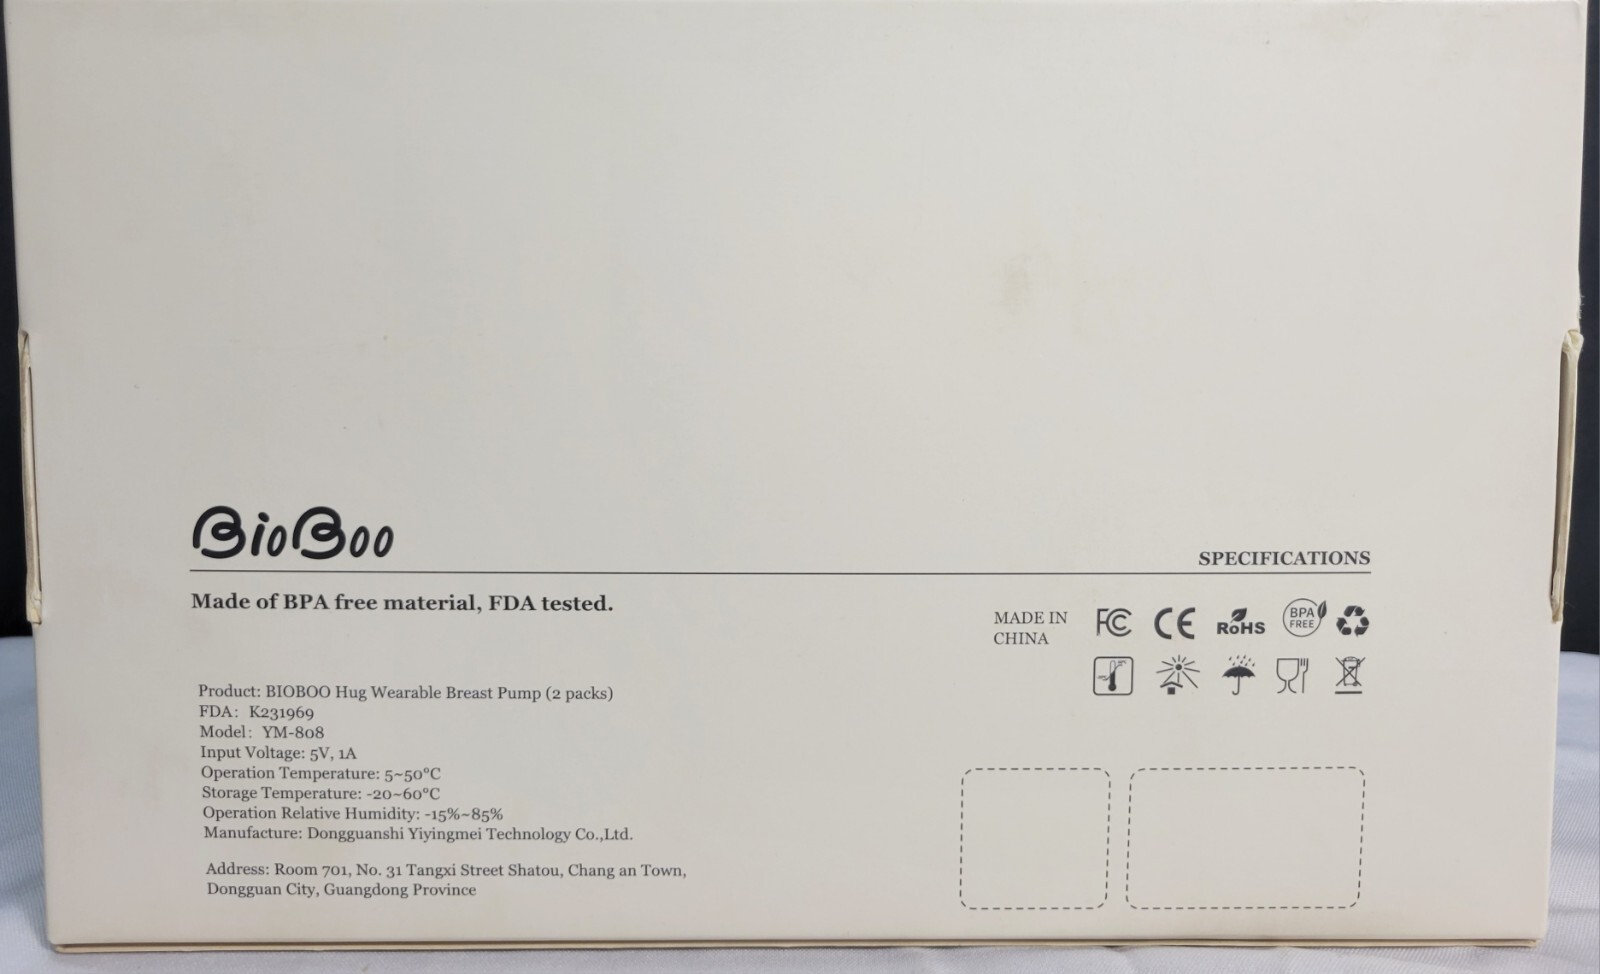 BioBoo
SPECIFICATIONS
Made of BPA free material, FDA tested.
MADE IN
CHINA
FC CE RoHS BPA FREE
Product: BIOBOO Hug Wearable Breast Pump (2 packs)
FDA: K231969
Model: YM-808
Input Voltage: 5V, 1A
Operation Temperature: 5~50°C
Storage Temperature: -20~60°C
Operation Relative Humidity: -15%~85%
Manufacture: Dongguanshi Yiyingmei Technology Co.,Ltd.
Address: Room 701, No. 31 Tangxi Street Shatou, Chang an Town,
Dongguan City, Guangdong Province